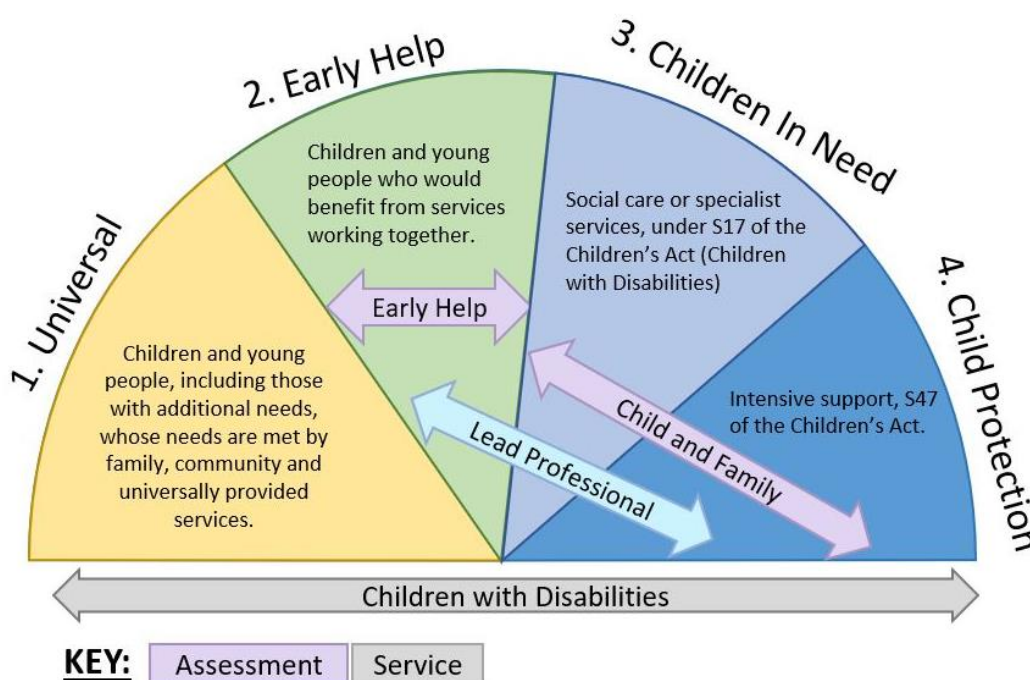 1. Universal
2. Early Help
3. Children In Need
4. Child Protection
Children and young
people, including those
with additional needs,
whose needs are met by
family, community and
universally provided
services.
Children and young
people who would
benefit from services
working together.
Early Help
Social care or specialist
services, under S17 of the
Children’s Act (Children
with Disabilities)
Intensive support, S47
of the Children’s Act.
Child and Family
Lead Professional
Children with Disabilities
KEY: Assessment Service